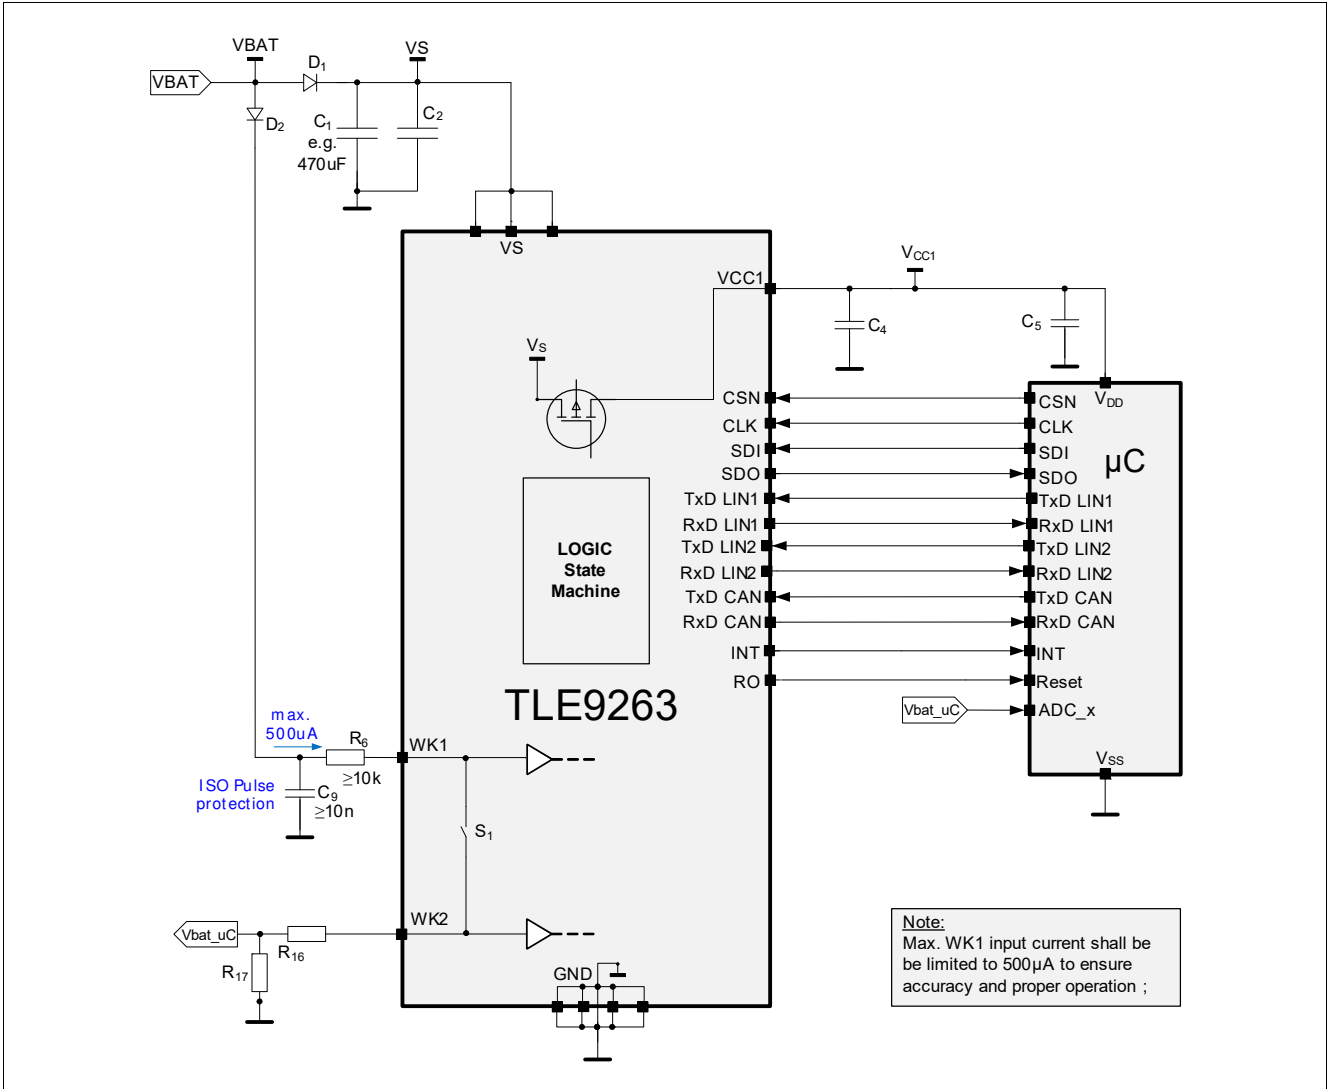 VBAT
VS
D1
VBAT
D2
C1
e.g.
470uF
C2
VS
VCC1
VCC1
C4
C5
VS
CSN
CLK
SDI
SDO
TxD LIN1
RxD LIN1
TxD LIN2
RxD LIN2
TxD CAN
RxD CAN
INT
RO
VDD
CSN
CLK
SDI
SDO
TxD LIN1
RxD LIN1
TxD LIN2
RxD LIN2
TxD CAN
RxD CAN
INT
Reset
ADC_x
µC
Vbat_uC
VSS
LOGIC
State
Machine
TLE9263
max.
500uA
R6
≥10k
WK1
ISO Pulse
protection
C9
≥10n
S1
WK2
Vbat_uC
R16
R17
GND
Note:
Max. WK1 input current shall be
be limited to 500µA to ensure
accuracy and proper operation ;